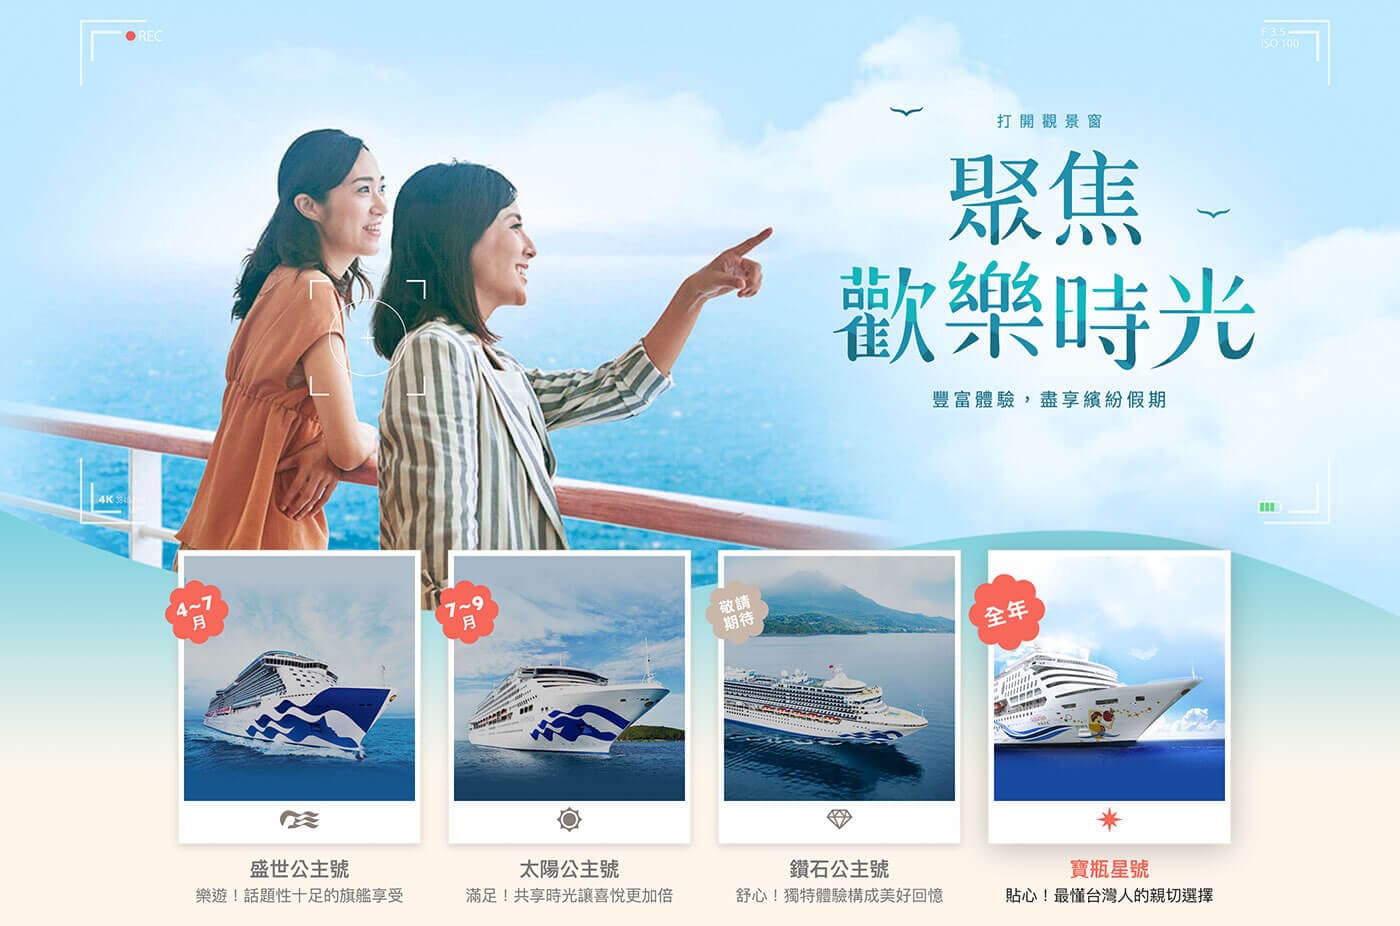 REC
F 3.5
ISO 100
打開觀景窗
聚焦
歡樂時光
豐富體驗，盡享繽紛假期
4K
4~7
月
7~9
月
敬請
期待
全年
盛世公主號
樂遊！話題性十足的旗艦享受
太陽公主號
滿足！共享時光讓喜悅更加倍
鑽石公主號
舒心！獨特體驗構成美好回憶
寶瓶星號
貼心！最懂台灣人的親切選擇